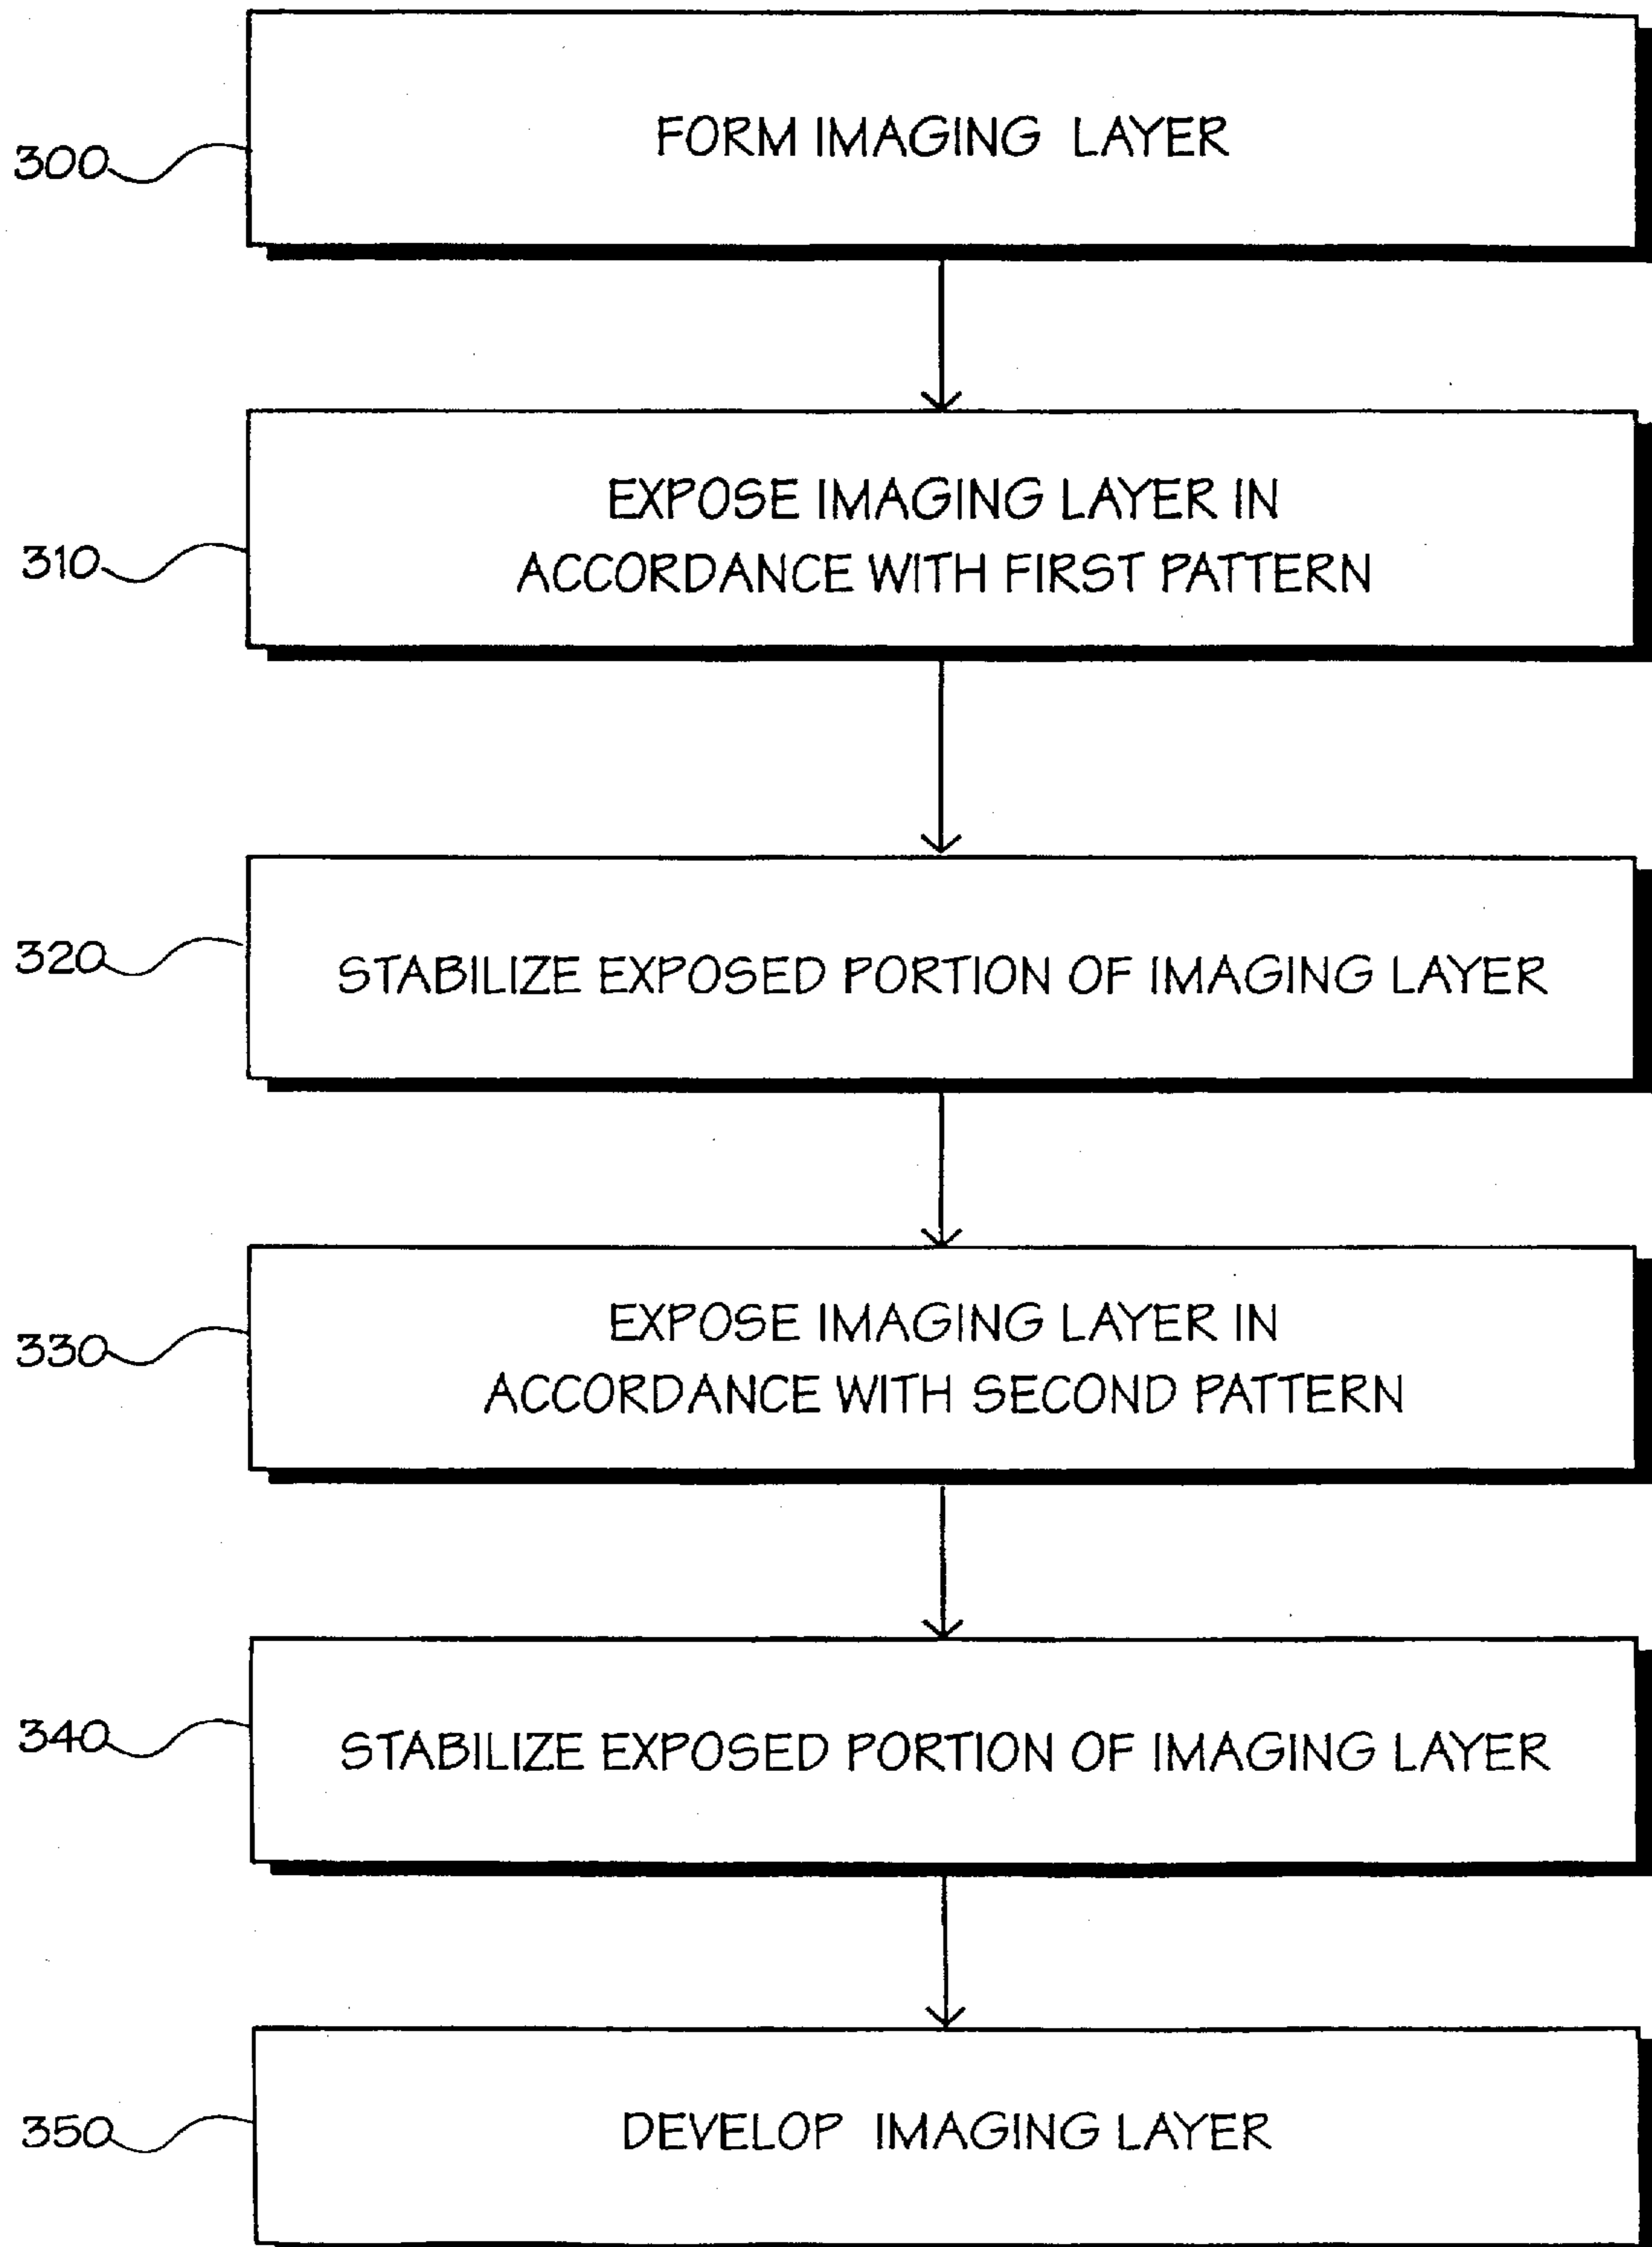 FORM IMAGING LAYER
300
EXPOSE IMAGING LAYER IN
ACCORDANCE WITH FIRST PATTERN
310
STABILIZE EXPOSED PORTION OF IMAGING LAYER
320
EXPOSE IMAGING LAYER IN
ACCORDANCE WITH SECOND PATTERN
330
STABILIZE EXPOSED PORTION OF IMAGING LAYER
340
DEVELOP IMAGING LAYER
350